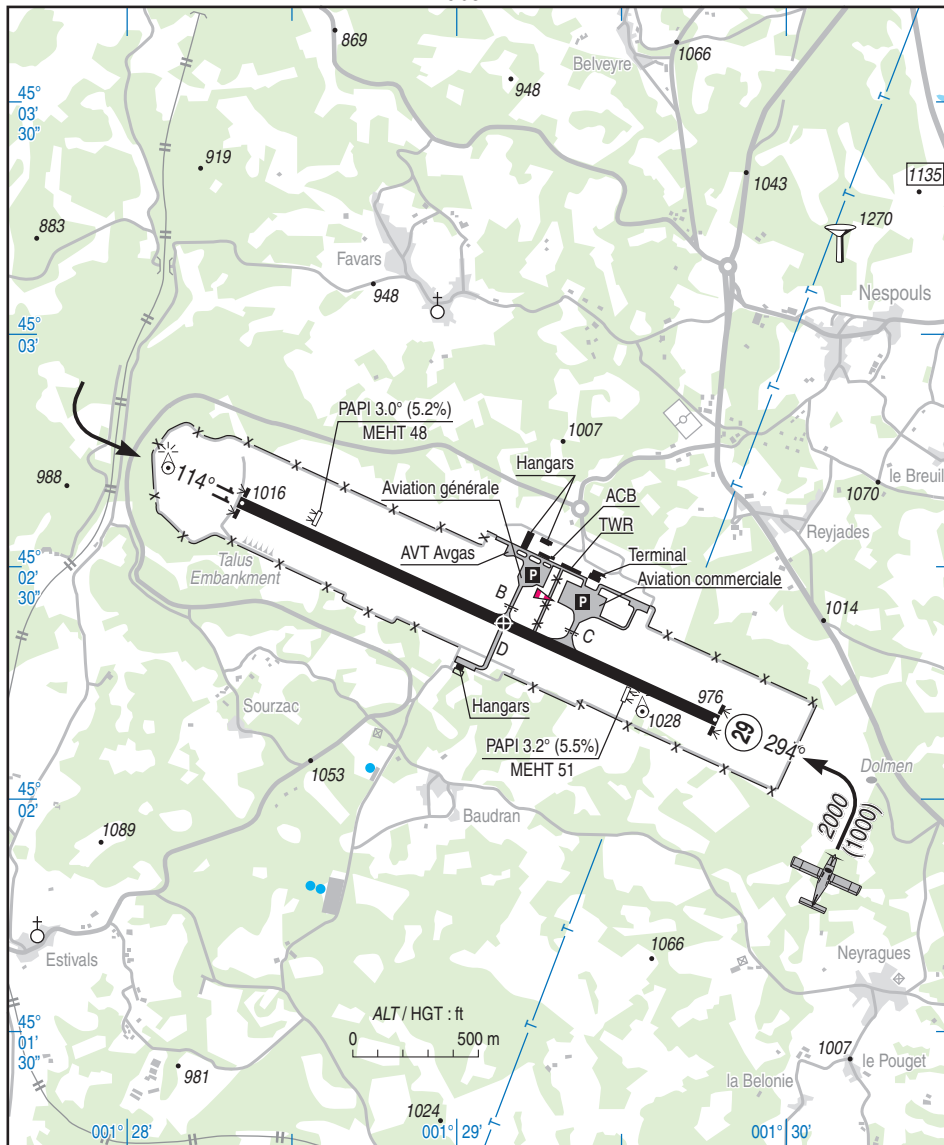 869
1066
Belveyre
948
45°
03'
30"
919
1043
1135
883
1270
Favars
948
Nespouls
45°
03'
PAPI 3.0° (5.2%)
MEHT 48
1007
Hangars
le Breuil
988
114°
1016
Aviation générale
ACB
1070
TWR
Reyjades
AVT Avgas
Terminal
Talus
Embankment
Aviation commerciale
45°
02'
30"
P
P
B
1014
C
D
976
Sourzac
Hangars
1028
29
294°
PAPI 3.2° (5.5%)
MEHT 51
Dolmen
1053
45°
02'
2000
(1000)
Baudran
1089
T
Estivals
1066
Neyragues
ALT / HGT : ft
0 500 m
45°
01'
30"
981
1007
le Pouget
la Belonie
1024
001° 28'
001° 29'
001° 30'